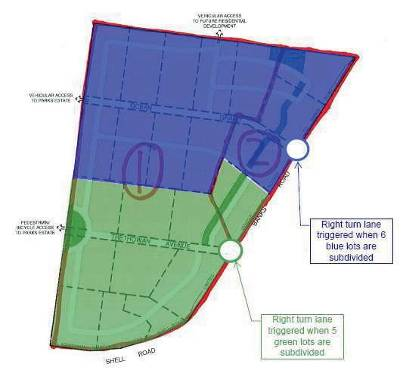 VEHICULAR ACCESS
TO FUTURE RESIDENTIAL
DEVELOPMENT
VEHICULAR ACCESS
TO PARKS ESTATE
1
2
BANKS ROAD
PEDESTRIAN/
BICYCLE ACCESS
TO PARKS ESTATE
AVENUE
SHELL ROAD
Right turn lane
triggered when 6
blue lots are
subdivided
Right turn lane
triggered when 5
green lots are
subdivided